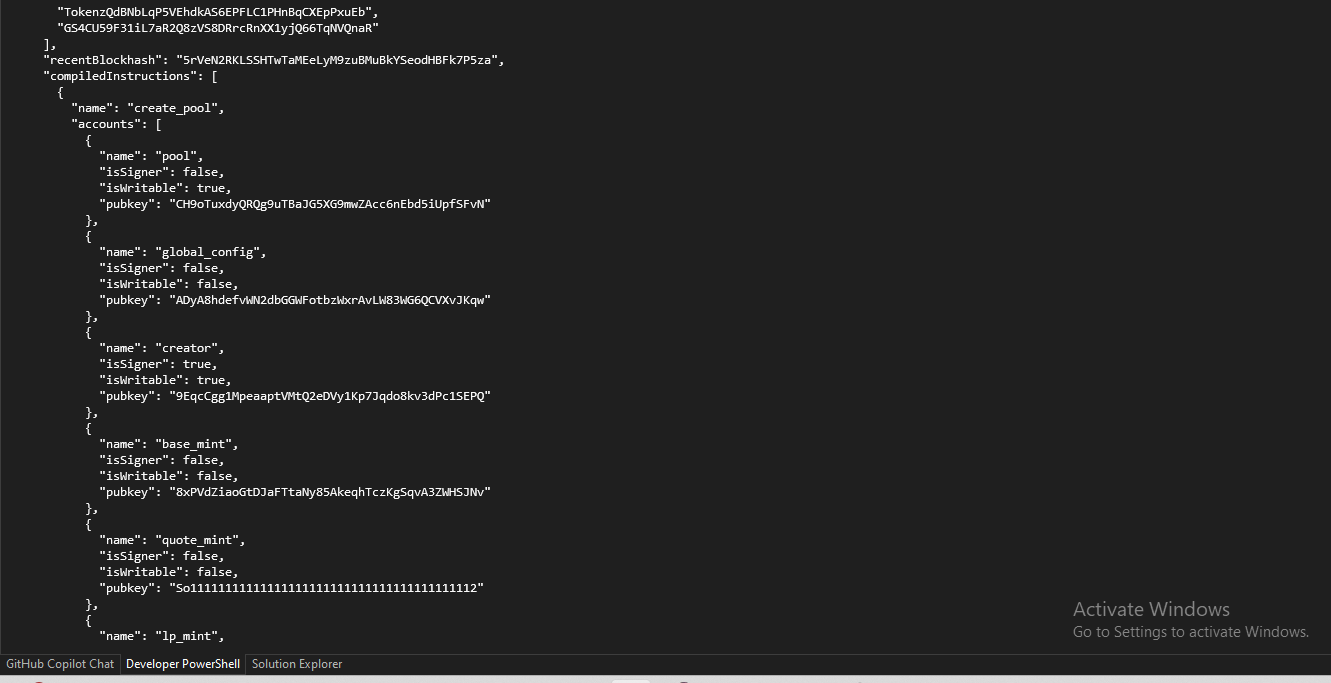 "TokenzQdBNbLqP5VEhdkAS6EPFLC1PHnBqCXEpPxuEb",
"GS4CU59F31iL7aR2Q8zVS8DRrcRnXX1yjQ66TqNVQnaR"
],
"recentBlockhash": "5rVeN2RKLSSHTwTaMEeLyM9zuBMuBkYSeodHBFk7P5za",
"compiledInstructions": [
{
"name": "create_pool",
"accounts": [
{
"name": "pool",
"isSigner": false,
"isWritable": true,
"pubkey": "CH9oTuxdyQRQg9uTBaJG5XG9mwZAcc6nEbd5iUpfSFvN"
},
{
"name": "global_config",
"isSigner": false,
"isWritable": false,
"pubkey": "ADyA8hdefvWN2dbGGWFotbzWxrAvLW83WG6QCVXvJKqw"
},
{
"name": "creator",
"isSigner": true,
"isWritable": true,
"pubkey": "9EqcCgg1MpeaaptVMtQ2eDVy1Kp7Jqdo8kv3dPc1SEPQ"
},
{
"name": "base_mint",
"isSigner": false,
"isWritable": false,
"pubkey": "8xPVdZiaoGtDJaFTtaNy85AkeqhTczKgSqvA3ZWHSJNv"
},
{
"name": "quote_mint",
"isSigner": false,
"isWritable": false,
"pubkey": "So11111111111111111111111111111111111111112"
},
{
"name": "lp_mint",
Activate Windows
Go to Settings to activate Windows.
GitHub Copilot Chat
Developer PowerShell
Solution Explorer